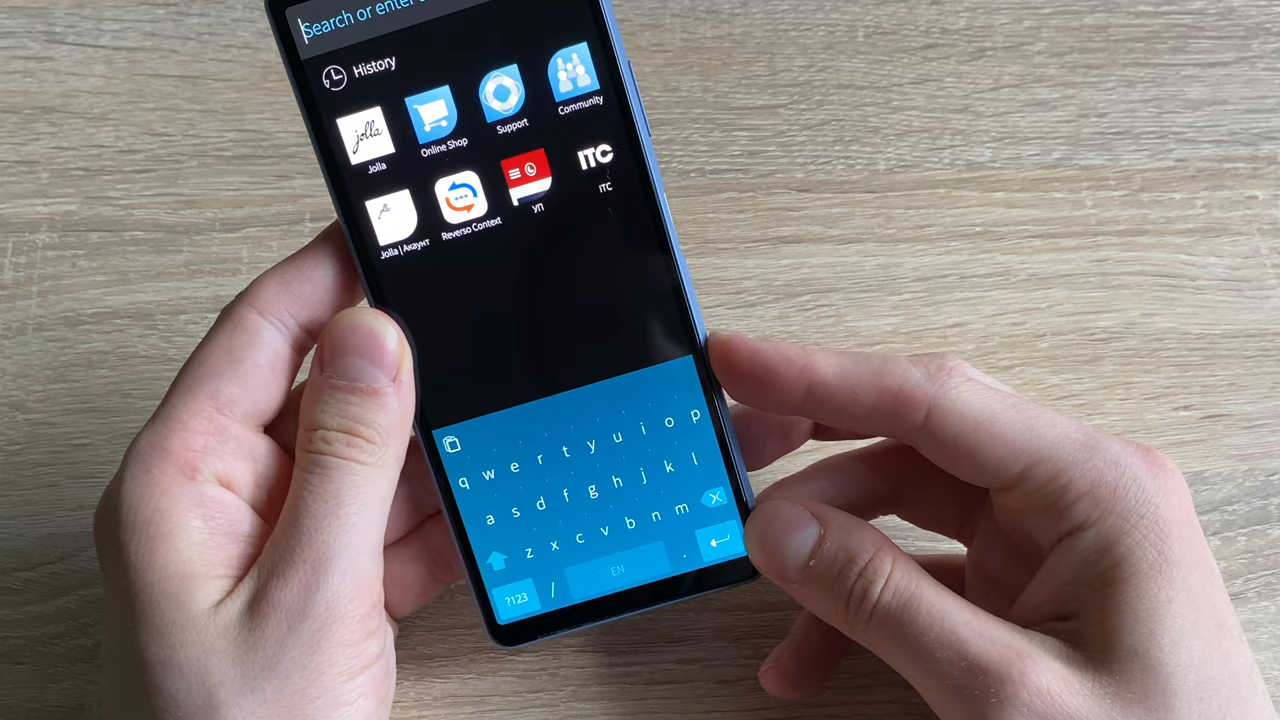 Search or enter
History
jolla
Jolla
Online Shop
Support
Community
jolla
Jolla | Акаунт
Reverso Context
УП
ITC
ITC
q w e r t y u i o p
a s d f g h j k l
z x c v b n m
?123 / EN .